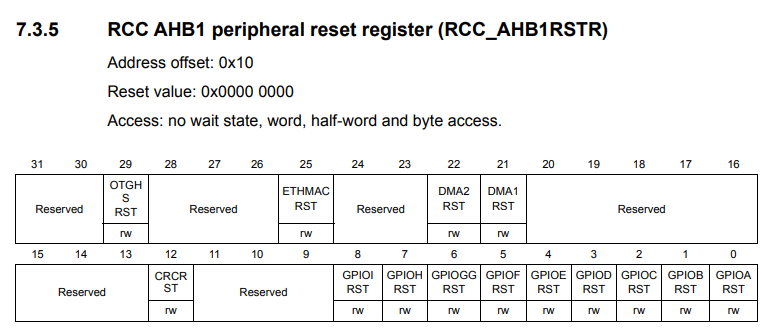 7.3.5 RCC AHB1 peripheral reset register (RCC_AHB1RSTR)
Address offset: 0x10
Reset value: 0x0000 0000
Access: no wait state, word, half-word and byte access.
31 30 29 28 27 26 25 24 23 22 21 20 19 18 17 16
Reserved OTGH S RST Reserved ETHMAC RST Reserved DMA2 RST DMA1 RST Reserved
rw rw rw rw
15 14 13 12 11 10 9 8 7 6 5 4 3 2 1 0
Reserved CRCR ST Reserved GPIOI RST GPIOH RST GPIOGG RST GPIOF RST GPIOE RST GPIOD RST GPIOC RST GPIOB RST GPIOA RST
rw rw rw rw rw rw rw rw rw rw